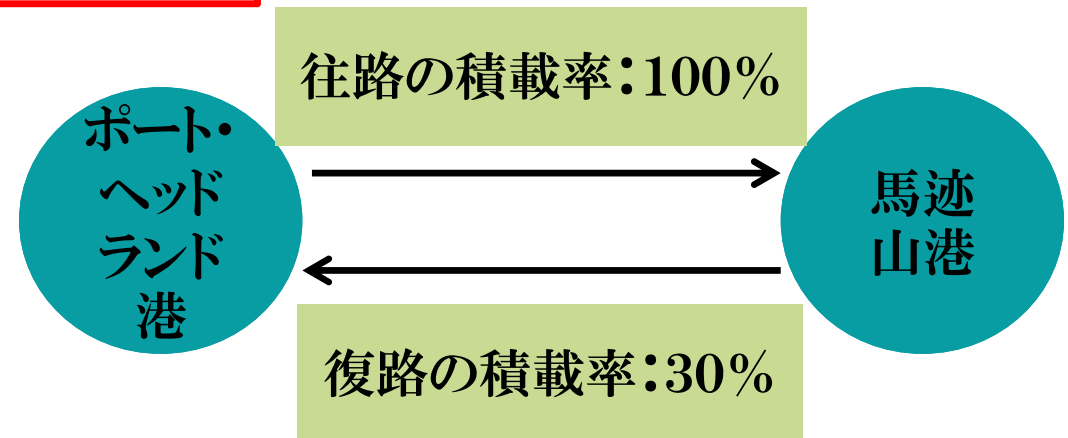 往路の積載率:100%
ポート・
ヘッド
ランド
港
馬迹
山港
復路の積載率:30%